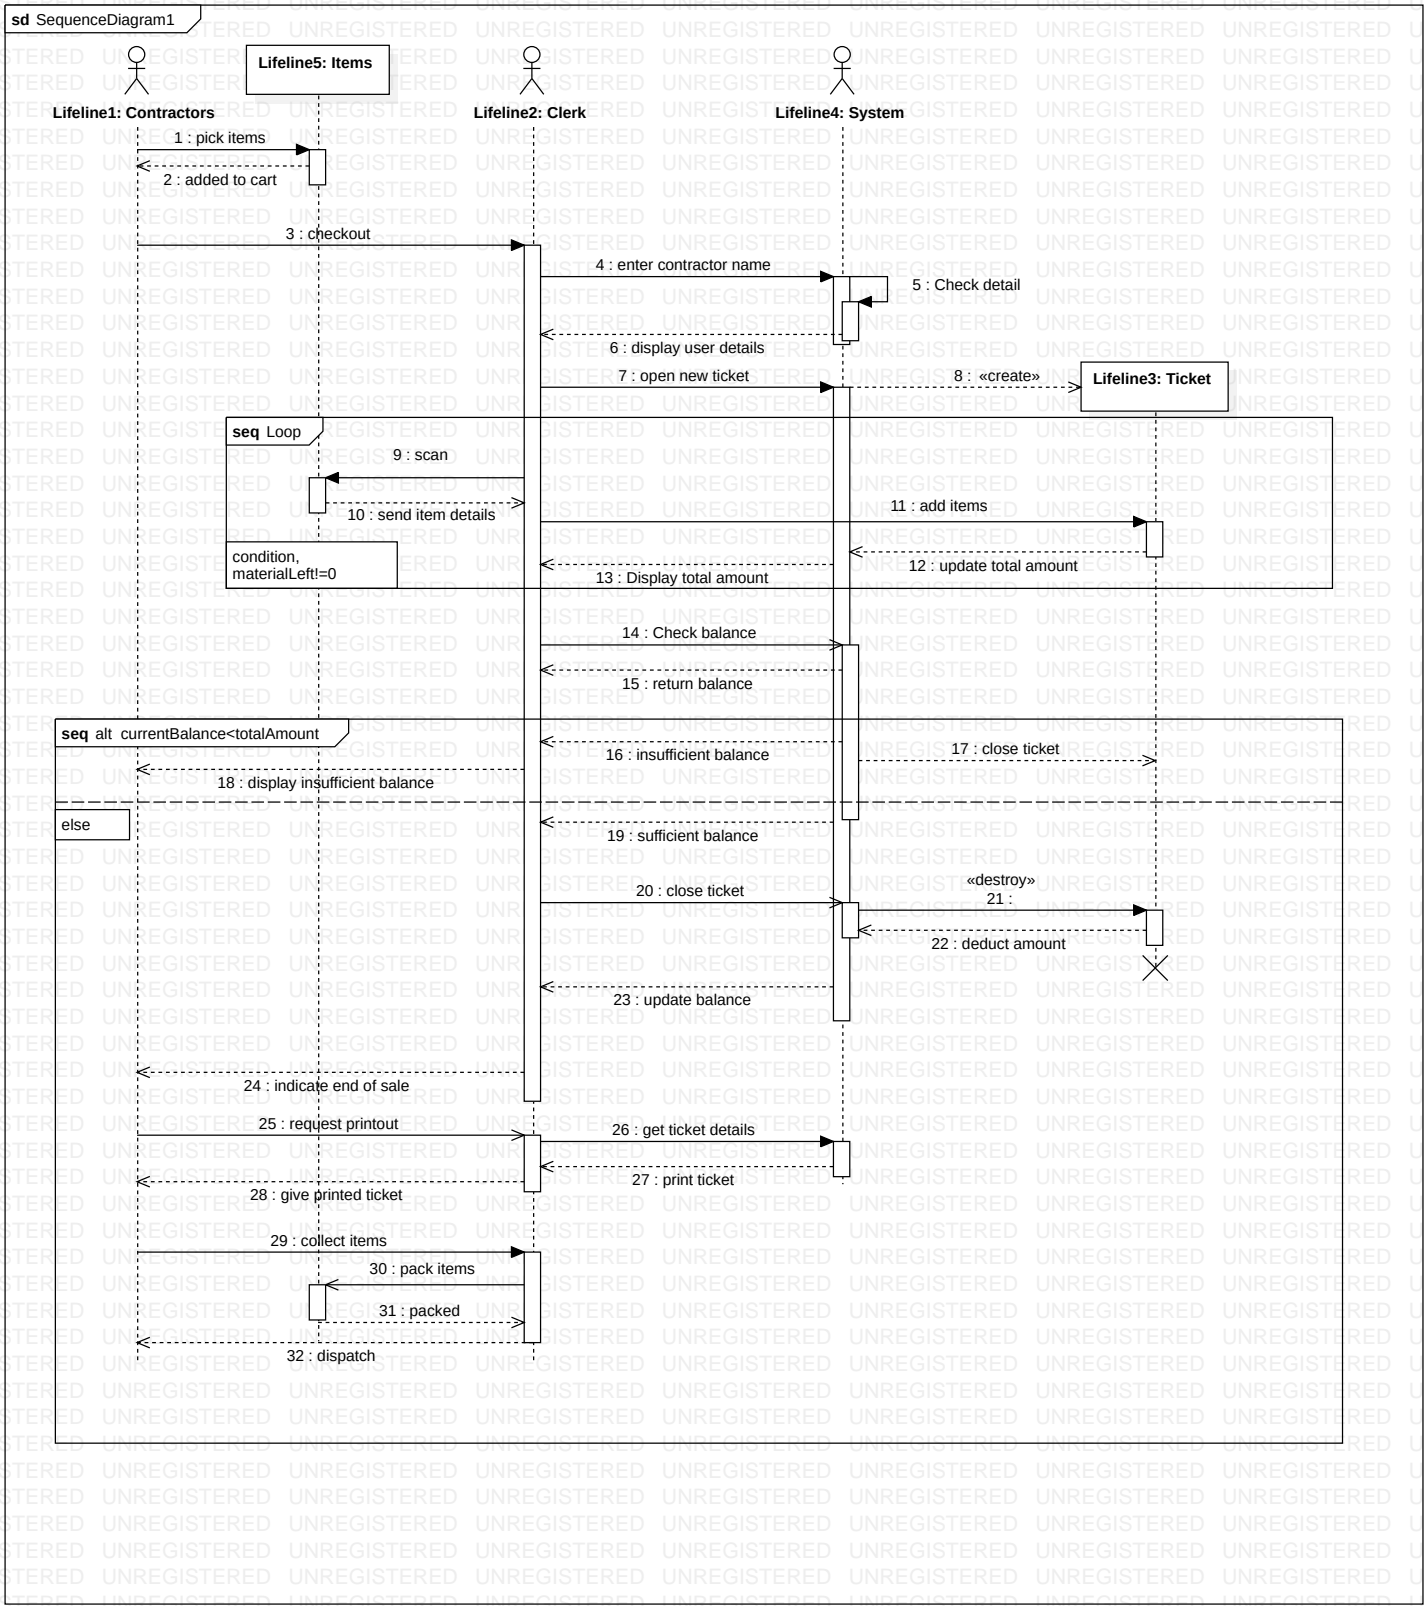 sd SequenceDiagram1
Lifeline5: Items
Lifeline1: Contractors
Lifeline2: Clerk
Lifeline4: System
1 : pick items
2 : added to cart
3 : checkout
4 : enter contractor name
5 : Check detail
6 : display user details
7 : open new ticket
8 : «create»
Lifeline3: Ticket
seq Loop
9 : scan
10 : send item details
11 : add items
12 : update total amount
13 : Display total amount
condition,
materialLeft!=0
14 : Check balance
15 : return balance
seq alt currentBalance<totalAmount
16 : insufficient balance
17 : close ticket
18 : display insufficient balance
else
19 : sufficient balance
20 : close ticket
«destroy»
21 :
22 : deduct amount
23 : update balance
24 : indicate end of sale
25 : request printout
26 : get ticket details
27 : print ticket
28 : give printed ticket
29 : collect items
30 : pack items
31 : packed
32 : dispatch
UNREGISTERED